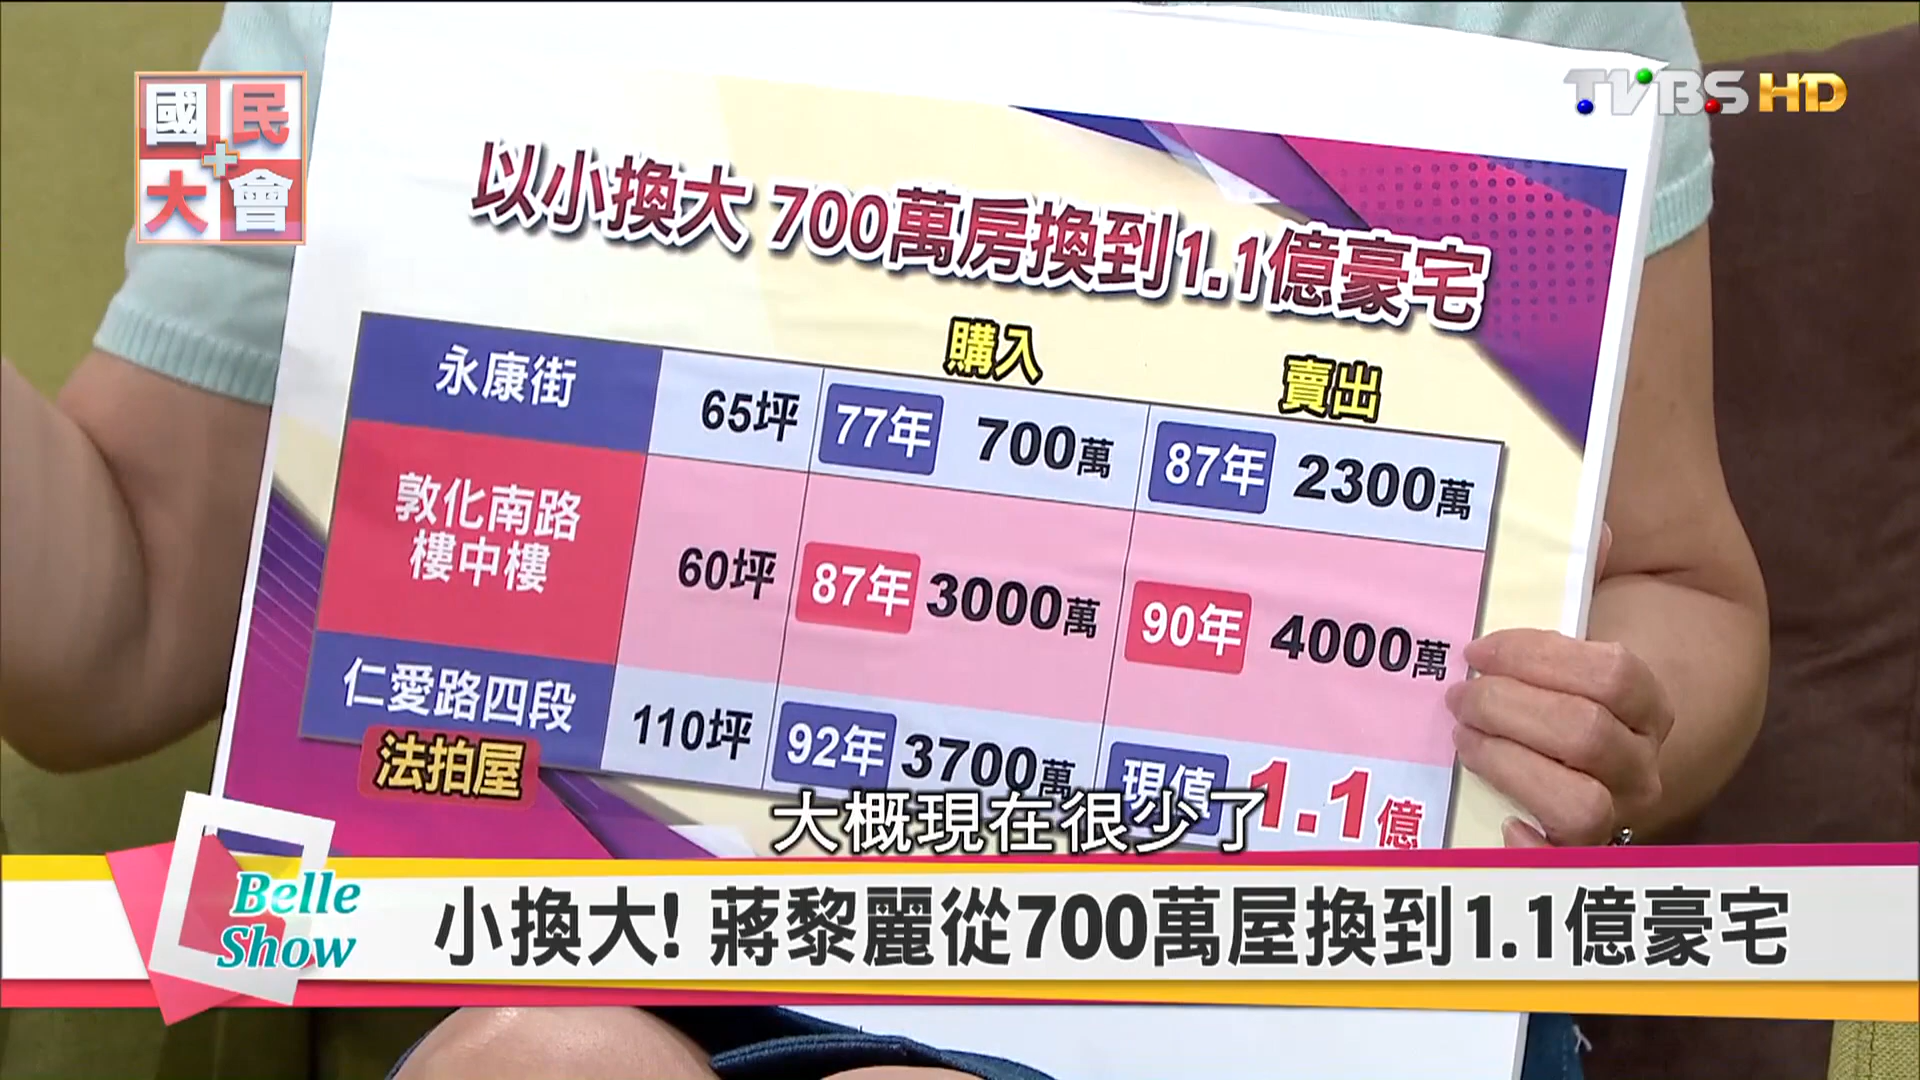 國民
大會
TVBS HD
以小換大 700萬房換到1.1億豪宅
購入 賣出
永康街 65坪 77年 700萬 87年 2300萬
敦化南路
樓中樓 60坪 87年 3000萬 90年 4000萬
仁愛路四段 110坪 92年 3700萬 現值 1.1億
法拍屋
大概現在很少了
Belle
Show
小換大! 蔣黎麗從700萬屋換到1.1億豪宅